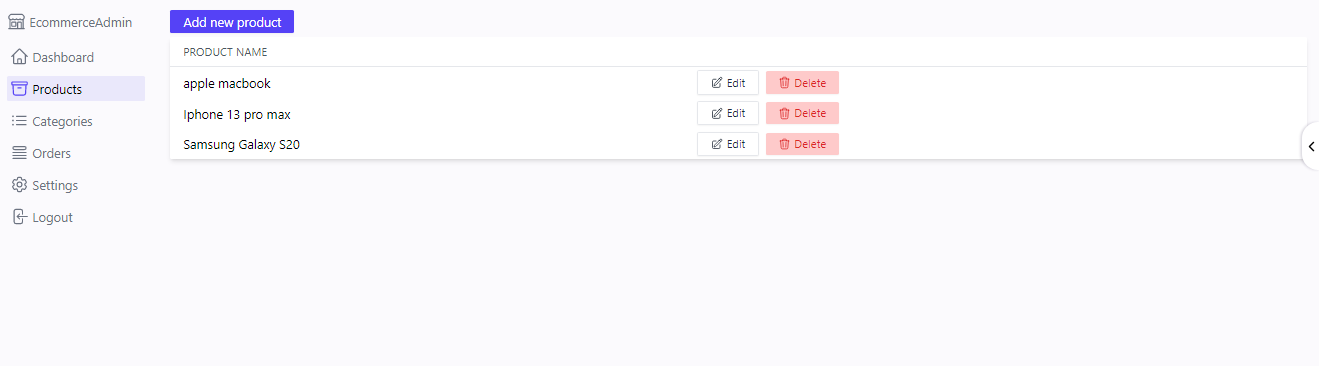 EcommerceAdmin
Dashboard
Products
Categories
Orders
Settings
Logout
Add new product
PRODUCT NAME
apple macbook Edit Delete
Iphone 13 pro max Edit Delete
Samsung Galaxy S20 Edit Delete